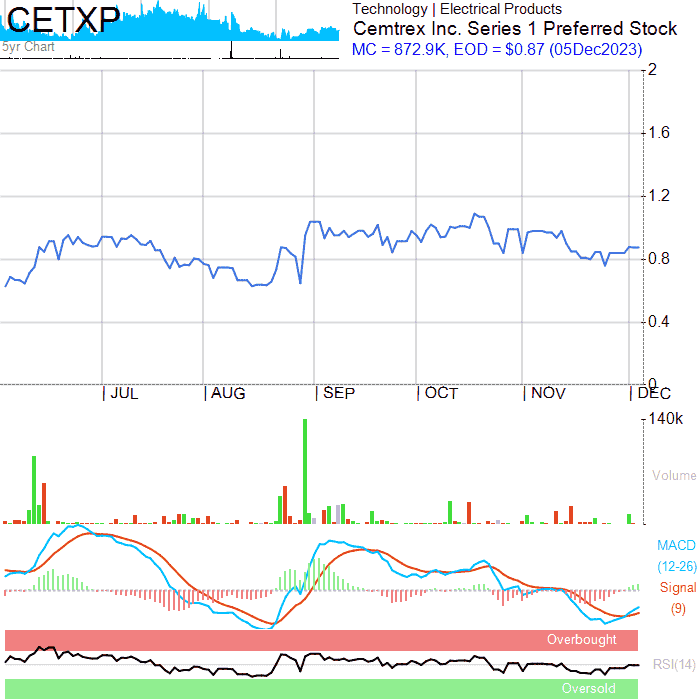 CETXP
5yr Chart
Technology | Electrical Products
Cemtrex Inc. Series 1 Preferred Stock
MC = 872.9K, EOD = $0.87 (05Dec2023)
2
1.6
1.2
0.8
0.4
0
JUL AUG SEP OCT NOV DEC
140k
Volume
MACD
(12-26)
Signal
(9)
Overbought
RSI(14)
Oversold